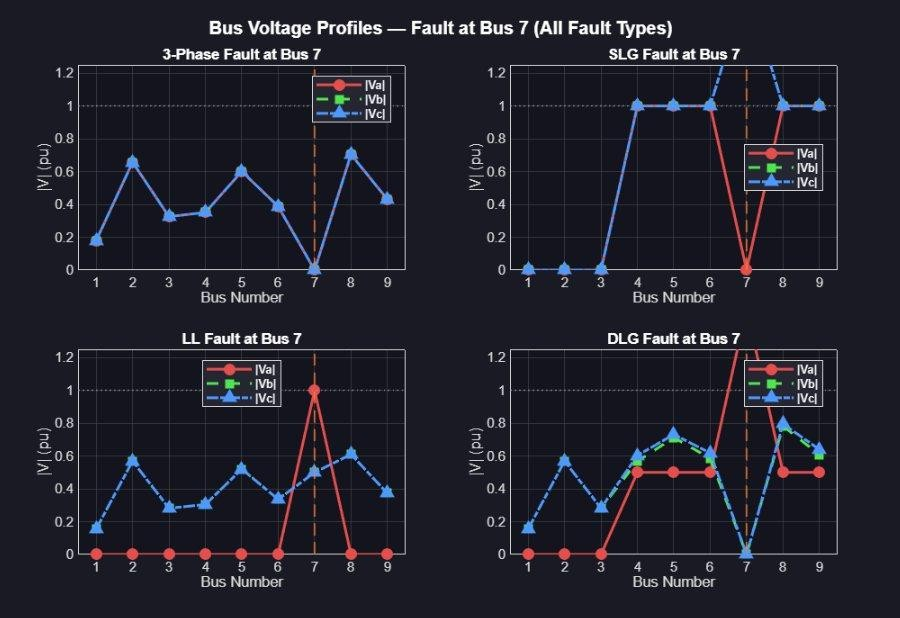 Bus Voltage Profiles — Fault at Bus 7 (All Fault Types)
3-Phase Fault at Bus 7
|V| (pu)
1.2
1
0.8
0.6
0.4
0.2
0
|Va|
|Vb|
|Vc|
1 2 3 4 5 6 7 8 9
Bus Number
SLG Fault at Bus 7
|V| (pu)
1.2
1
0.8
0.6
0.4
0.2
0
|Va|
|Vb|
|Vc|
1 2 3 4 5 6 7 8 9
Bus Number
LL Fault at Bus 7
|V| (pu)
1.2
1
0.8
0.6
0.4
0.2
0
|Va|
|Vb|
|Vc|
1 2 3 4 5 6 7 8 9
Bus Number
DLG Fault at Bus 7
|V| (pu)
1.2
1
0.8
0.6
0.4
0.2
0
|Va|
|Vb|
|Vc|
1 2 3 4 5 6 7 8 9
Bus Number